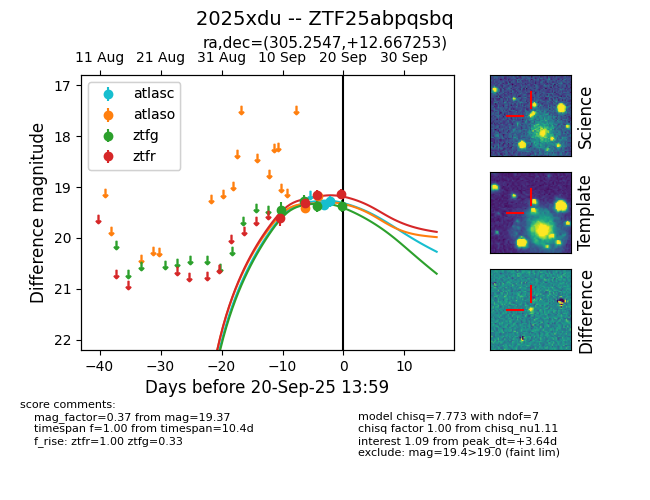 2025xdu -- ZTF25abpqsbq
ra,dec=(305.2547,+12.667253)
11 Aug 21 Aug 31 Aug 10 Sep 20 Sep 30 Sep
atlasc
atlaso
ztfg
ztfr
17
18
19
20
21
22
Difference magnitude
−40 −30 −20 −10 0 10
Days before 20-Sep-25 13:59
Science
Template
Difference
score comments:
mag_factor=0.37 from mag=19.37
timespan f=1.00 from timespan=10.4d
f_rise: ztfr=1.00 ztfg=0.33
model chisq=7.773 with ndof=7
chisq factor 1.00 from chisq_nu1.11
interest 1.09 from peak_dt=+3.64d
exclude: mag=19.4>19.0 (faint lim)